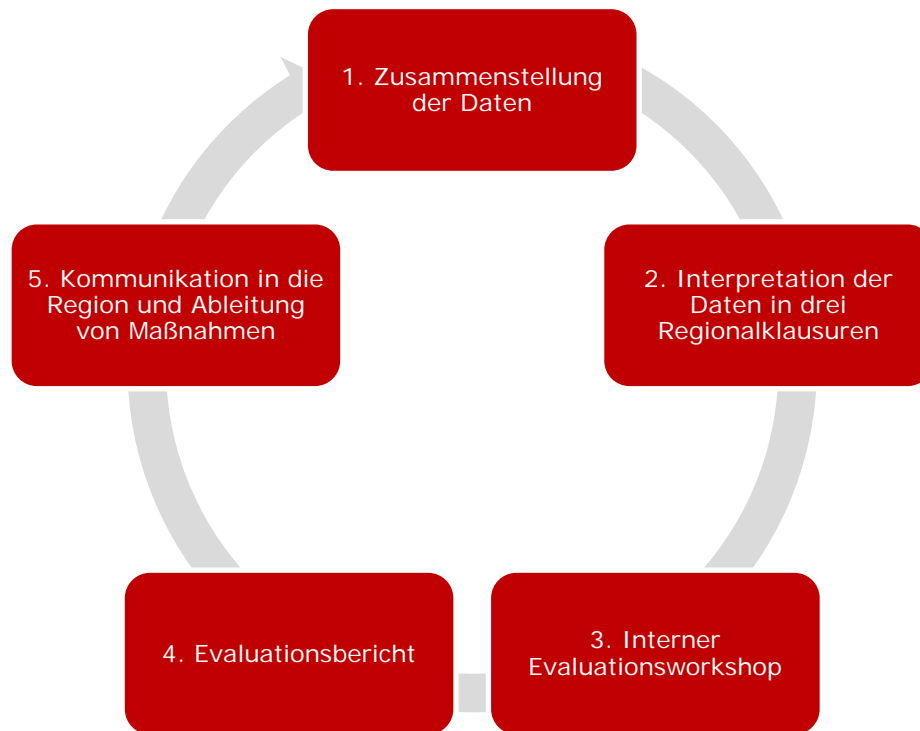 1. Zusammenstellung
der Daten
2. Interpretation der
Daten in drei
Regionalklausuren
3. Interner
Evaluationsworkshop
4. Evaluationsbericht
5. Kommunikation in die
Region und Ableitung
von Maßnahmen